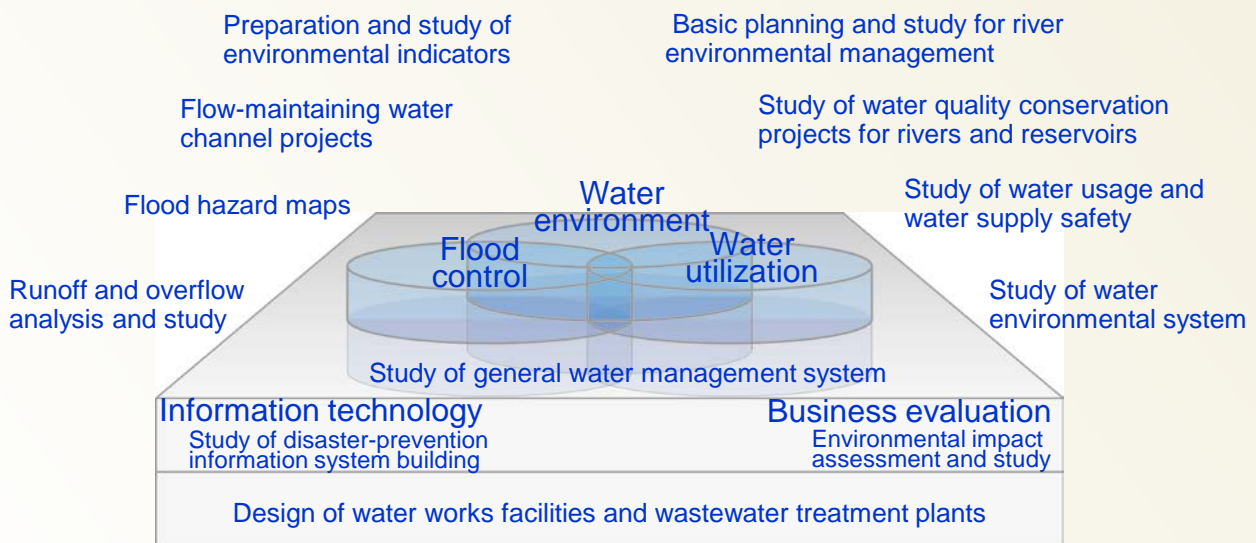 Preparation and study of
environmental indicators
Basic planning and study for river
environmental management
Flow-maintaining water
channel projects
Study of water quality conservation
projects for rivers and reservoirs
Flood hazard maps
Water
environment
Study of water usage and
water supply safety
Flood
control
Water
utilization
Runoff and overflow
analysis and study
Study of water
environmental system
Study of general water management system
Information technology
Study of disaster-prevention
information system building
Business evaluation
Environmental impact
assessment and study
Design of water works facilities and wastewater treatment plants